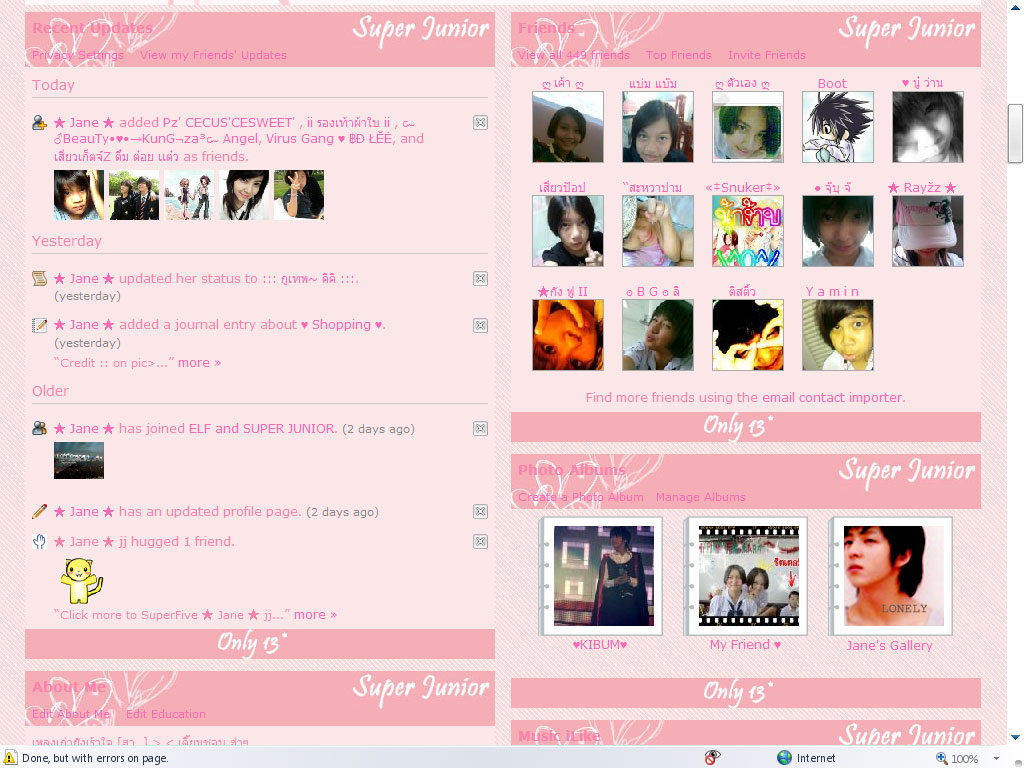 Recent Updates
Super Junior
Privacy Settings View my Friends' Updates
Today
★ Jane ★ added Pz' CECUS'CESWEET' , ii รองเท้าผ้าใบ ii ,
BeauTy•♥•→KunG¬za³ Angel, Virus Gang ♥ ฿Đ ŁĔĖ, and
เสี่ยวเก็ตจ์Z ติ๋ม ต๋อย แต๋ว as friends.
Yesterday
★ Jane ★ updated her status to ::: ภูเทพ~ คิคิ :::.
(yesterday)
★ Jane ★ added a journal entry about ♥ Shopping ♥.
(yesterday)
"Credit :: on pic>..." more »
Older
★ Jane ★ has joined ELF and SUPER JUNIOR. (2 days ago)
★ Jane ★ has an updated profile page. (2 days ago)
★ Jane ★ jj hugged 1 friend.
"Click more to SuperFive ★ Jane ★ jj..." more »
Only 13*
About Me
Super Junior
Edit About Me Edit Education
Friends
Super Junior
View all 449 friends Top Friends Invite Friends
ღ เค้า ღ แบ่ม แบ๊ม ღ ตัวเอง ღ Boot ♥ นู๋ ว่าน
เสี่ยวป๊อป "สะหวาปาม «‡Snuker‡» ● จุ๊บุ จั๊ ★ Rayžz ★
★กัง ฟู II ๏ B G ๏ ลิ ติสติ๋ว Y a m i n
Find more friends using the email contact importer.
Only 13*
Photo Albums
Super Junior
Create a Photo Album Manage Albums
LONELY
♥KIBUM♥ My Friend ♥ Jane's Gallery
Only 13*
Music iLike
Super Junior
Done, but with errors on page.
Internet
100%